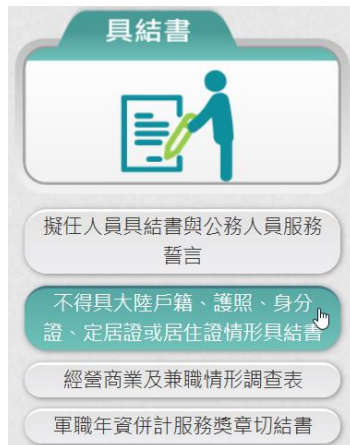 具結書
擬任人員具結書與公務人員服務
誓言
不得具大陸戶籍、護照、身分
證、定居證或居住證情形具結書
經營商業及兼職情形調查表
軍職年資併計服務獎章切結書